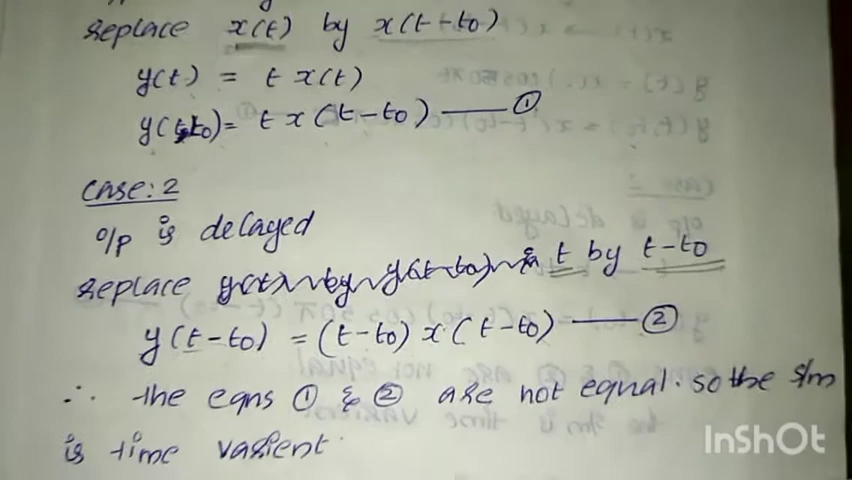 Replace x(t) by x(t-t0)
y(t) = t x(t)
y(t,t0) = t x(t-t0) —— ①
case: 2
o/p is delayed
Replace t by t-t0
y(t-t0) = (t-t0) x(t-t0) —— ②
∴ the eqns ① & ② are not equal. so the s/m
is time varient.
InShOt